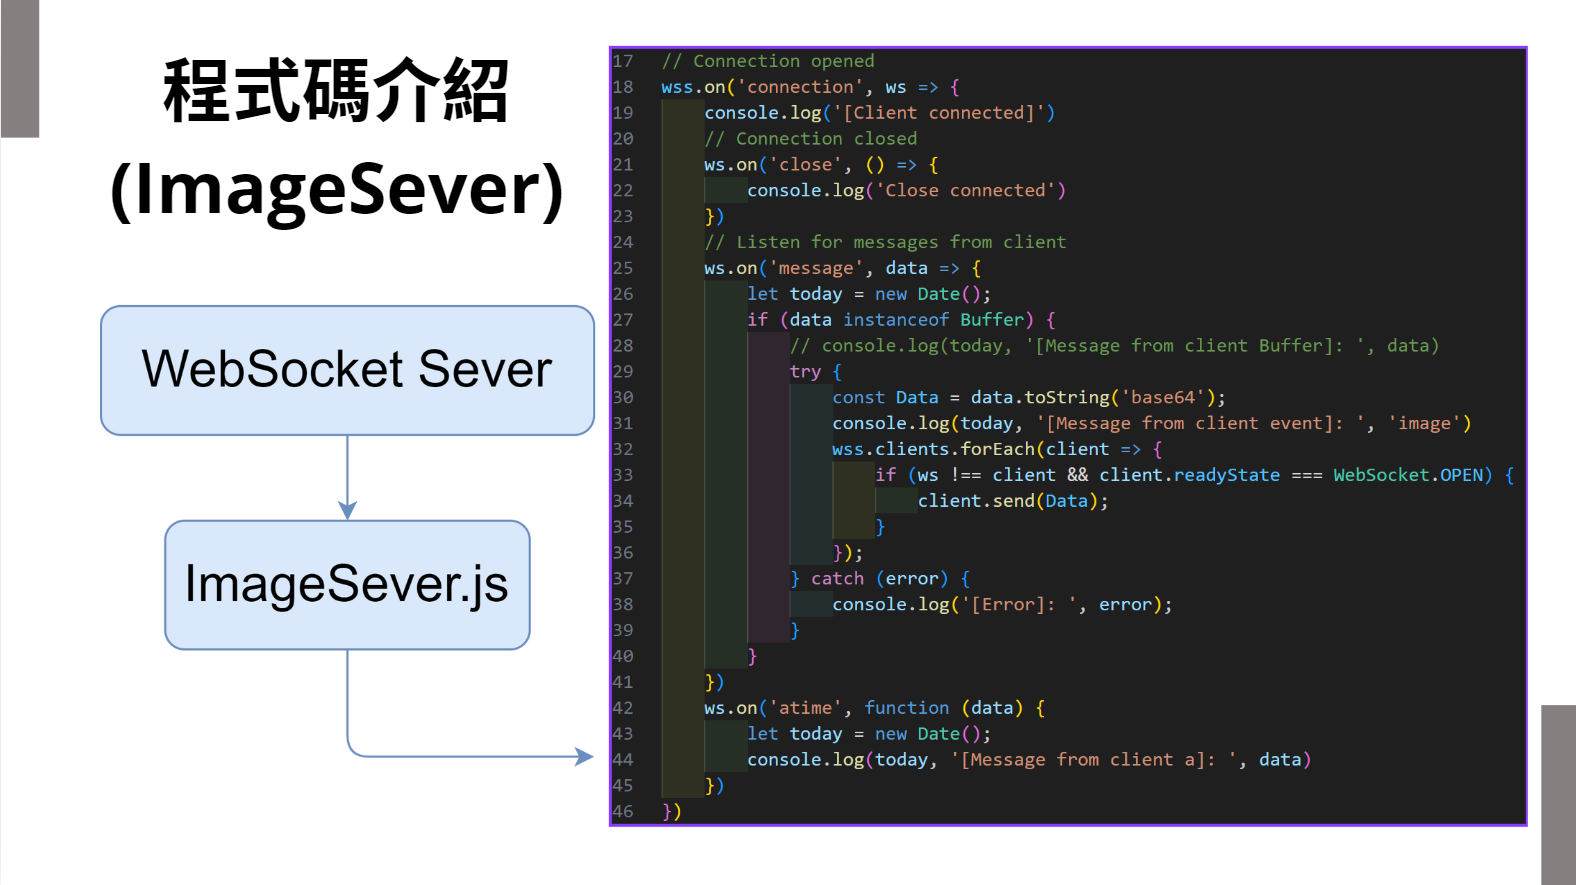 程式碼介紹
(ImageSever)
WebSocket Sever
ImageSever.js
17 // Connection opened
18 wss.on('connection', ws => {
19     console.log('[Client connected]')
20     // Connection closed
21     ws.on('close', () => {
22         console.log('Close connected')
23     })
24     // Listen for messages from client
25     ws.on('message', data => {
26         let today = new Date();
27         if (data instanceof Buffer) {
28             // console.log(today, '[Message from client Buffer]: ', data)
29             try {
30                 const Data = data.toString('base64');
31                 console.log(today, '[Message from client event]: ', 'image')
32                 wss.clients.forEach(client => {
33                     if (ws !== client && client.readyState === WebSocket.OPEN) {
34                         client.send(Data);
35                     }
36                 });
37             } catch (error) {
38                 console.log('[Error]: ', error);
39             }
40         }
41     })
42     ws.on('atime', function (data) {
43         let today = new Date();
44         console.log(today, '[Message from client a]: ', data)
45     })
46 })